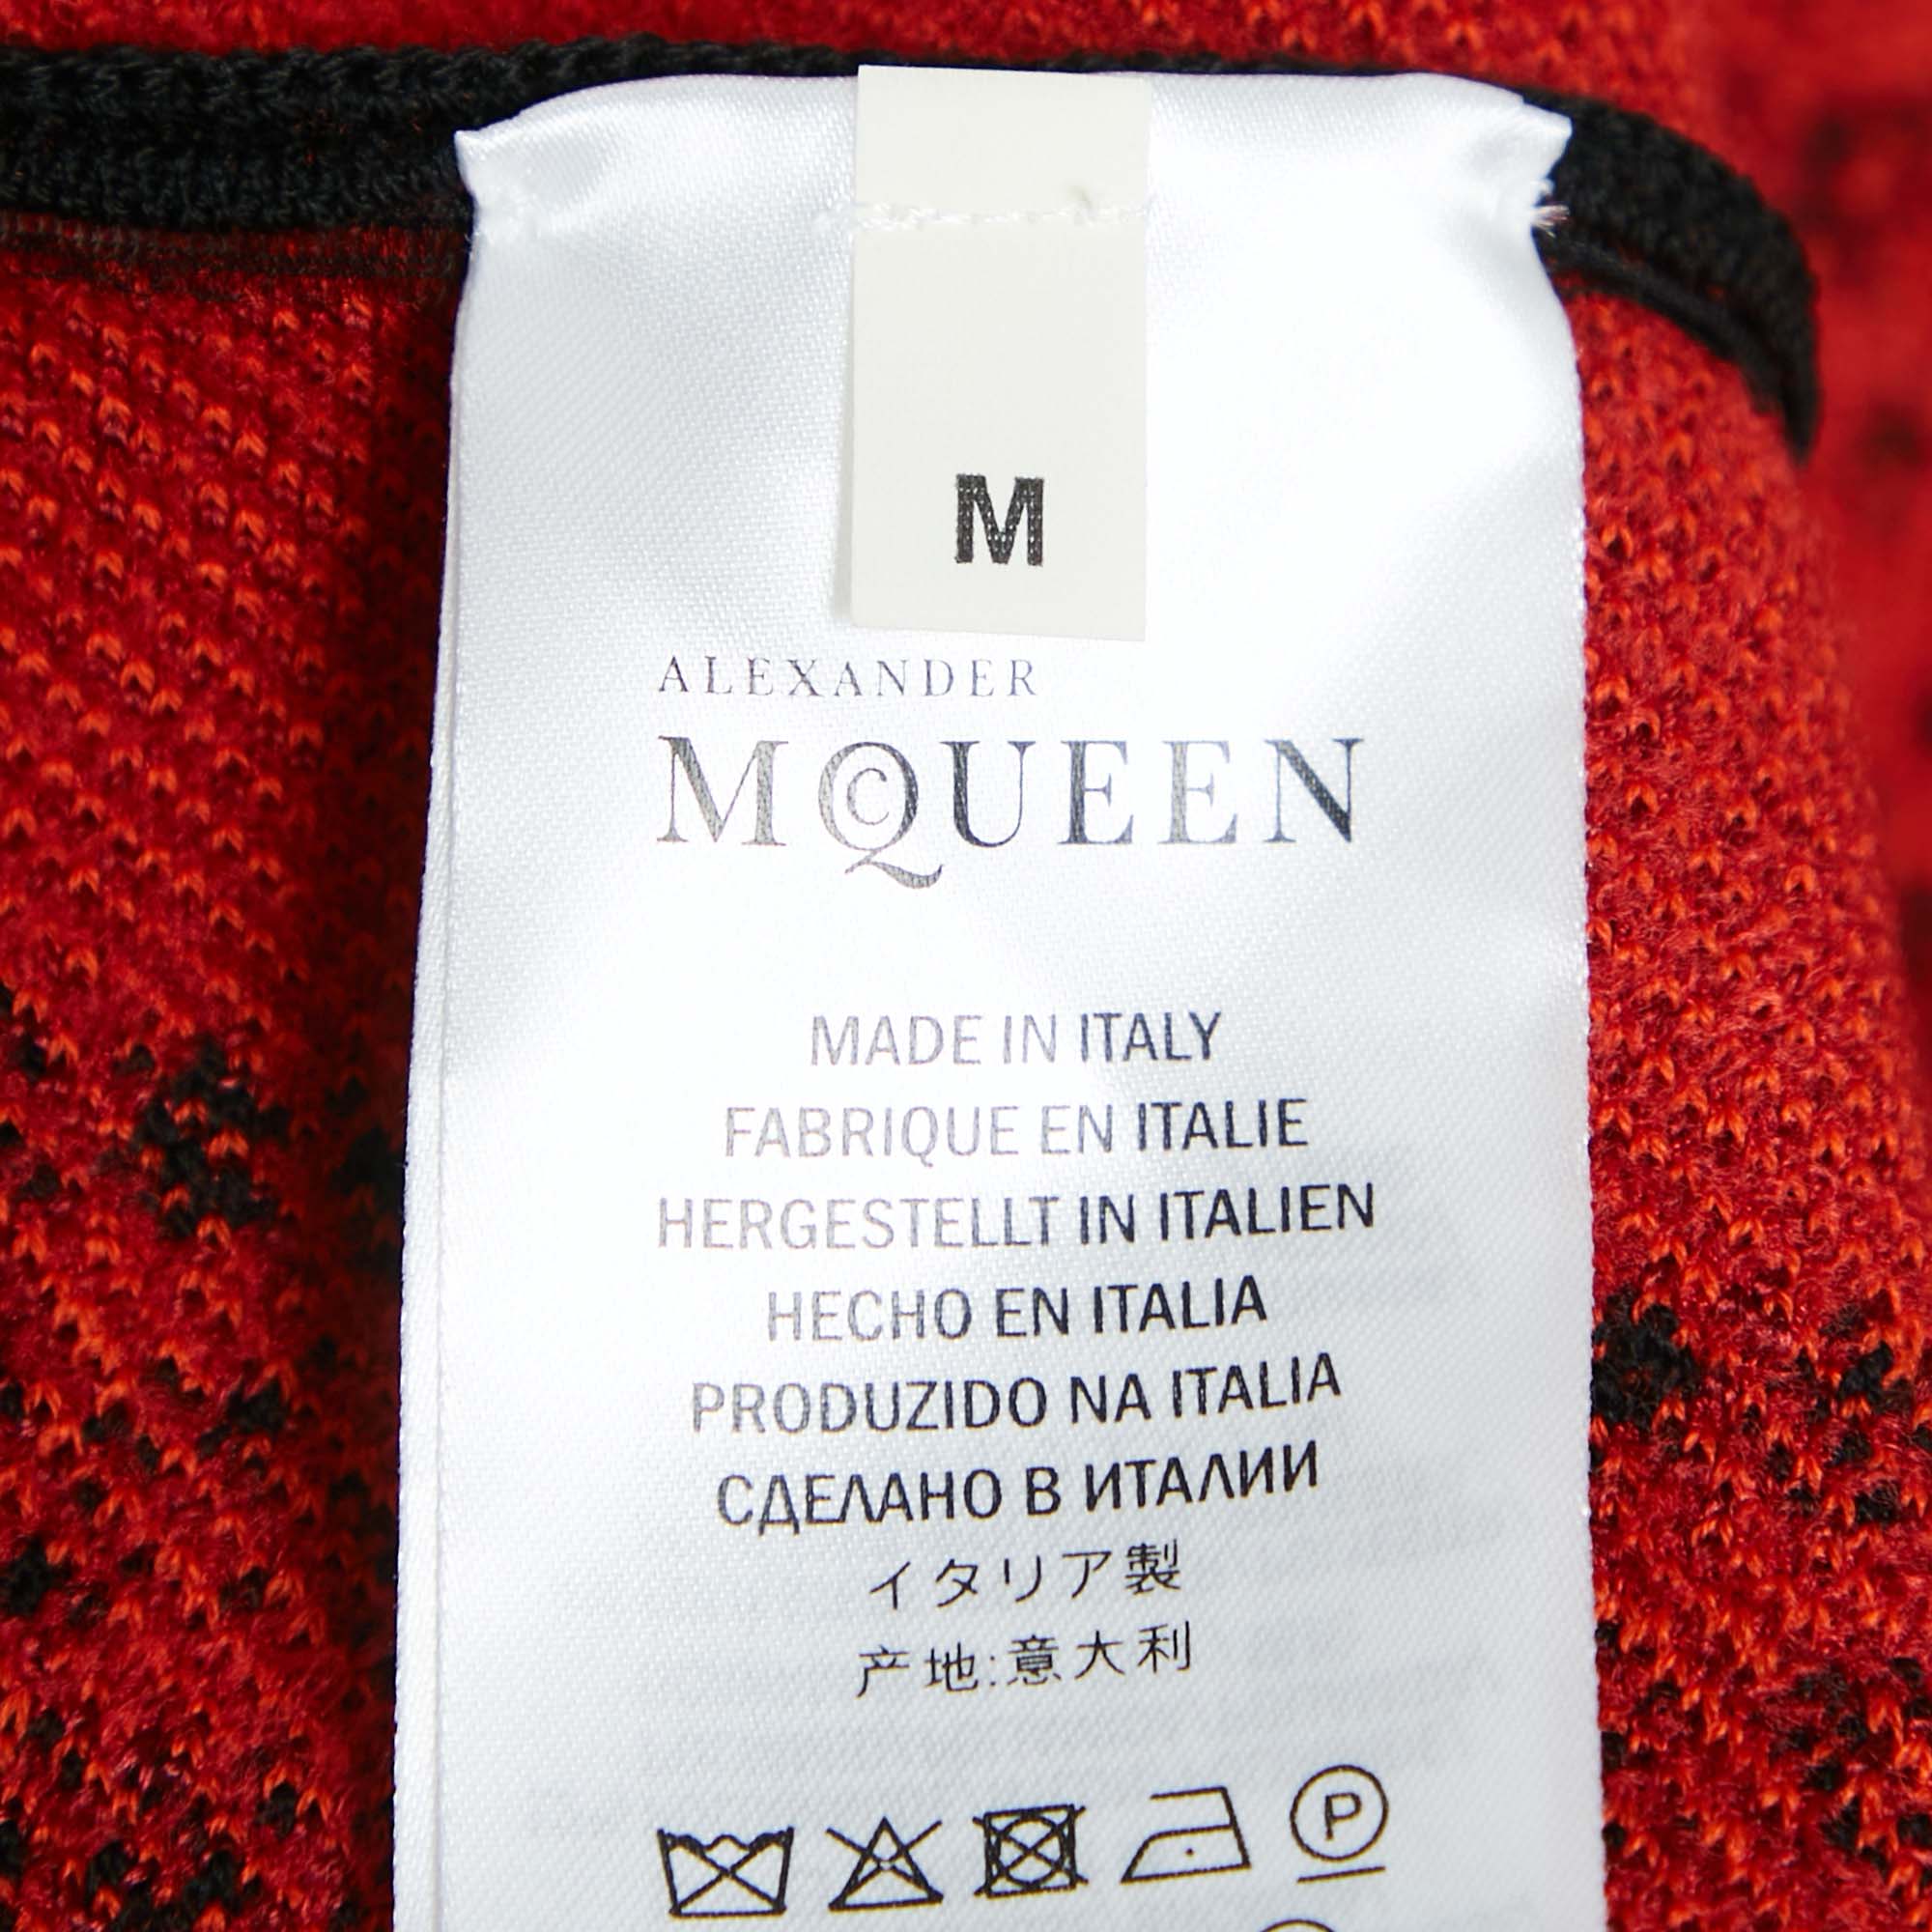 M
ALEXANDER
MCQUEEN
MADE IN ITALY
FABRIQUE EN ITALIE
HERGESTELLT IN ITALIEN
HECHO EN ITALIA
PRODUZIDO NA ITALIA
СДЕЛАНО В ИТАЛИИ
イタリア製
产地:意大利
P